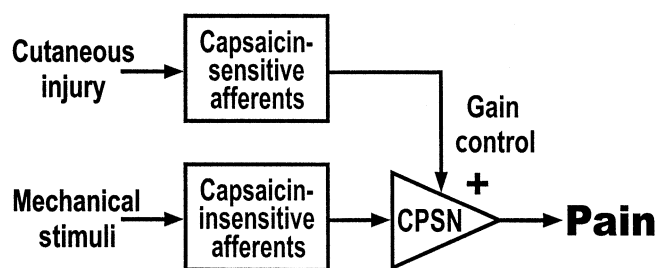 Cutaneous
injury
Capsaicin-
sensitive
afferents
Gain
control
Mechanical
stimuli
Capsaicin-
insensitive
afferents
+
CPSN
Pain